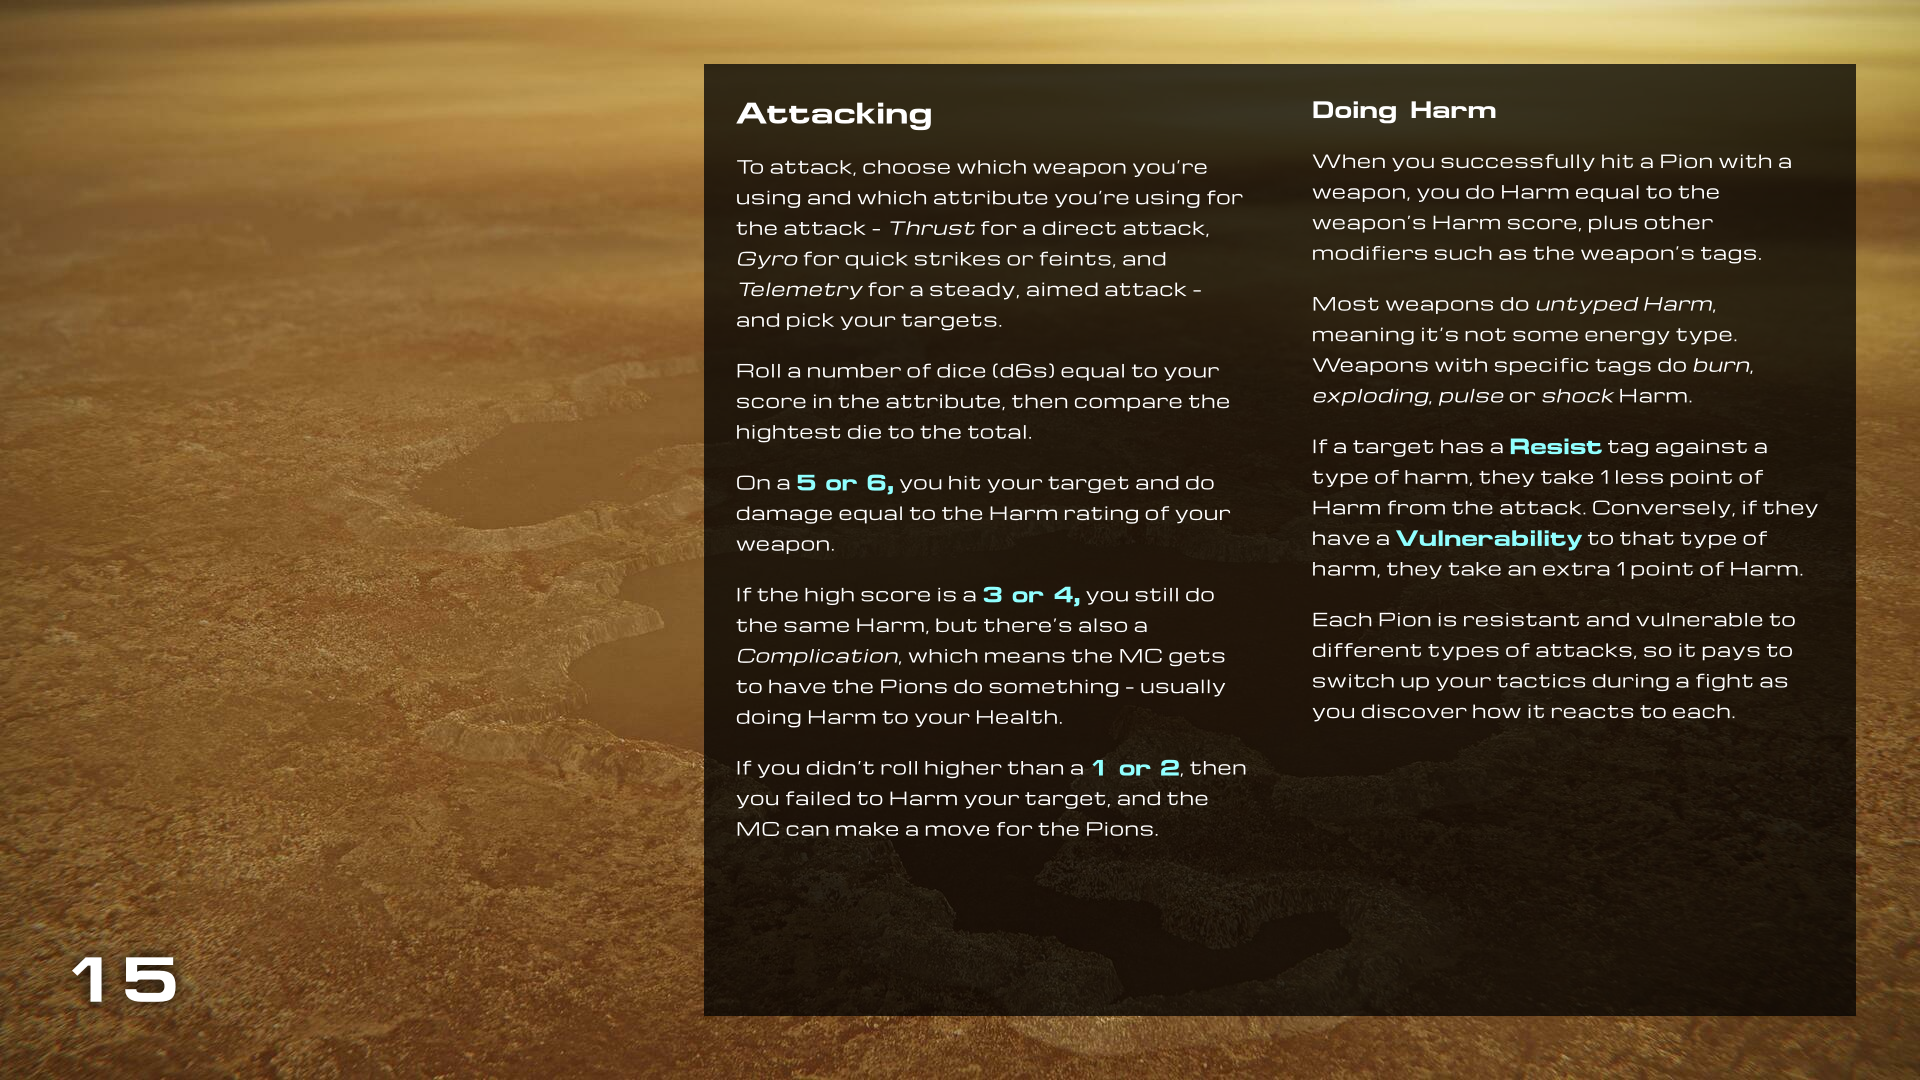 Attacking
To attack, choose which weapon you're
using and which attribute you're using for
the attack - Thrust for a direct attack,
Gyro for quick strikes or feints, and
Telemetry for a steady, aimed attack -
and pick your targets.
Roll a number of dice (d6s) equal to your
score in the attribute, then compare the
hightest die to the total.
On a 5 or 6, you hit your target and do
damage equal to the Harm rating of your
weapon.
If the high score is a 3 or 4, you still do
the same Harm, but there's also a
Complication, which means the MC gets
to have the Pions do something - usually
doing Harm to your Health.
If you didn't roll higher than a 1 or 2, then
you failed to Harm your target, and the
MC can make a move for the Pions.
Doing Harm
When you successfully hit a Pion with a
weapon, you do Harm equal to the
weapon's Harm score, plus other
modifiers such as the weapon's tags.
Most weapons do untyped Harm,
meaning it's not some energy type.
Weapons with specific tags do burn,
exploding, pulse or shock Harm.
If a target has a Resist tag against a
type of harm, they take 1 less point of
Harm from the attack. Conversely, if they
have a Vulnerability to that type of
harm, they take an extra 1 point of Harm.
Each Pion is resistant and vulnerable to
different types of attacks, so it pays to
switch up your tactics during a fight as
you discover how it reacts to each.
15